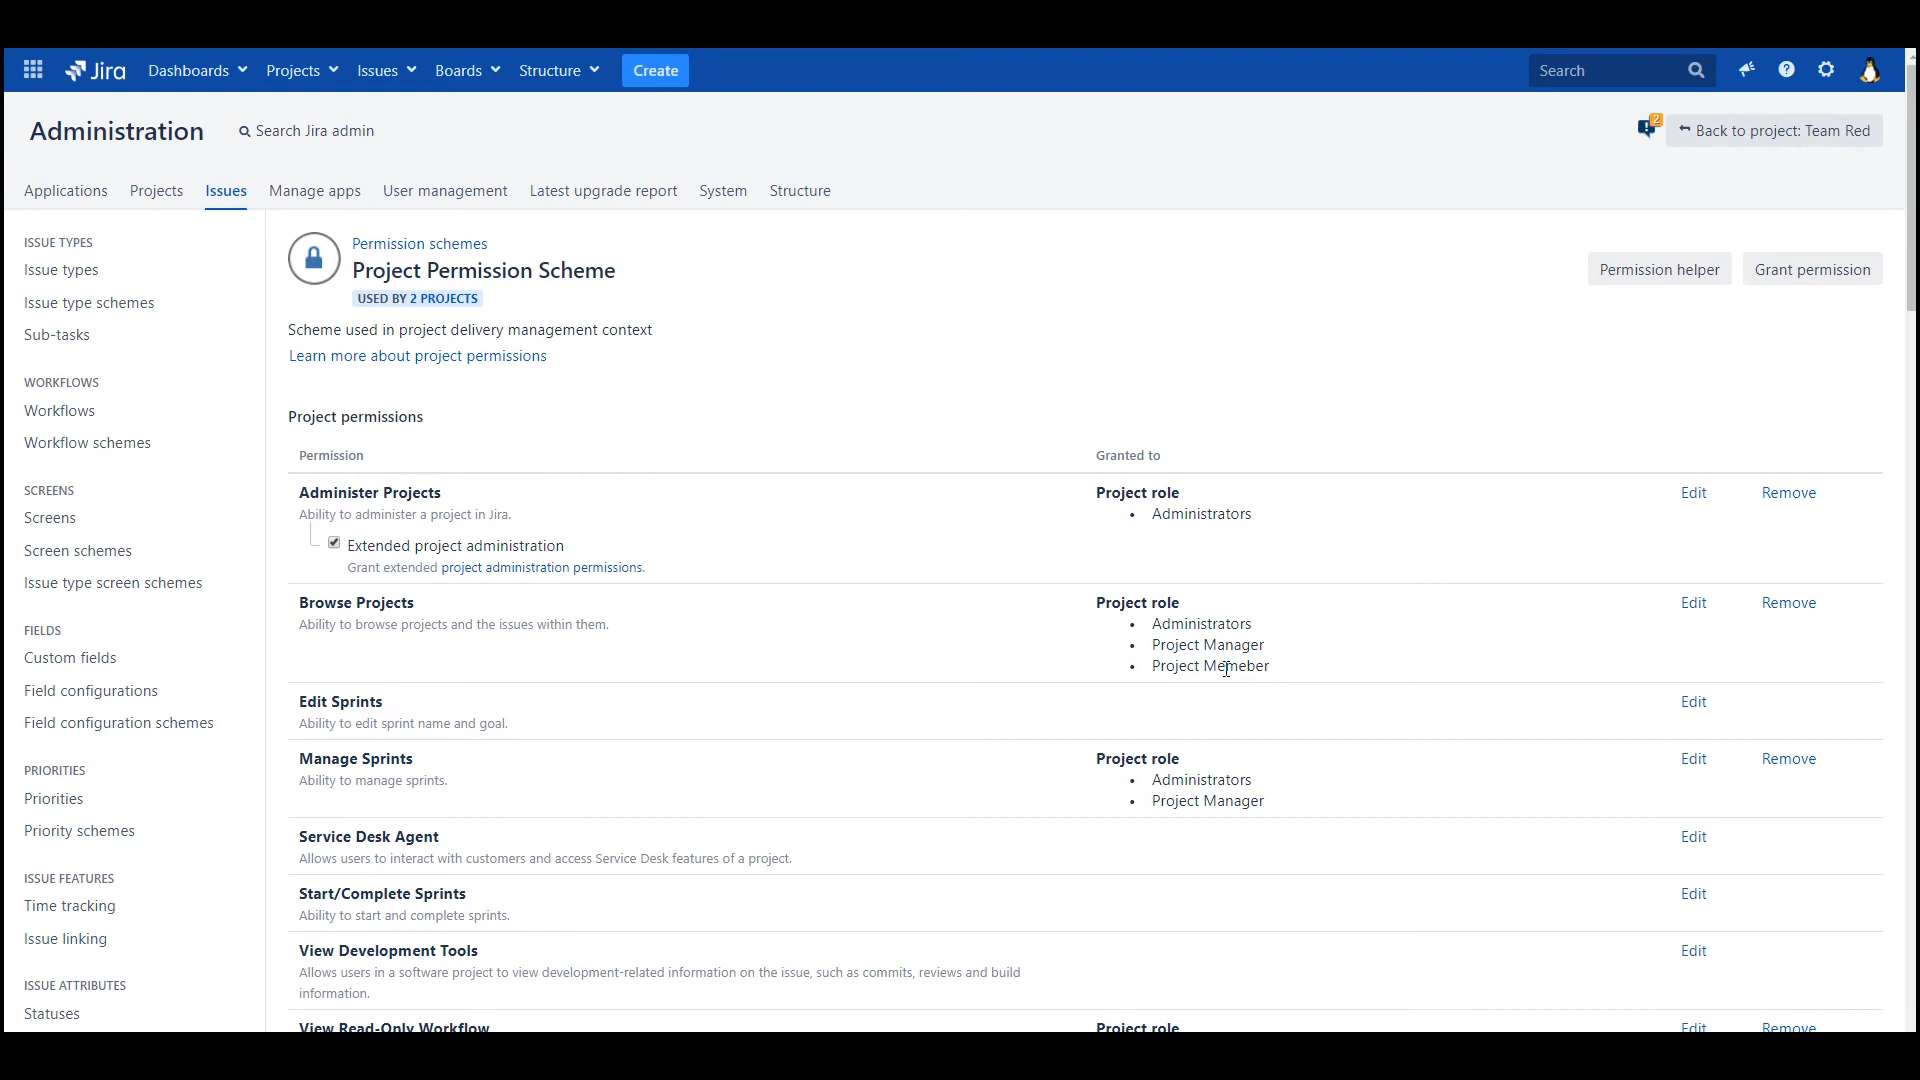 Jira Dashboards Projects Issues Boards Structure Create Search
Administration Search Jira admin 2 Back to project: Team Red
Applications Projects Issues Manage apps User management Latest upgrade report System Structure
ISSUE TYPES
Issue types
Issue type schemes
Sub-tasks
WORKFLOWS
Workflows
Workflow schemes
SCREENS
Screens
Screen schemes
Issue type screen schemes
FIELDS
Custom fields
Field configurations
Field configuration schemes
PRIORITIES
Priorities
Priority schemes
ISSUE FEATURES
Time tracking
Issue linking
ISSUE ATTRIBUTES
Statuses
Permission schemes
Project Permission Scheme
USED BY 2 PROJECTS
Permission helper Grant permission
Scheme used in project delivery management context
Learn more about project permissions
Project permissions
Permission Granted to
Administer Projects Project role Edit Remove
Ability to administer a project in Jira. • Administrators
Extended project administration
Grant extended project administration permissions.
Browse Projects Project role Edit Remove
Ability to browse projects and the issues within them. • Administrators
• Project Manager
• Project Memeber
Edit Sprints Edit
Ability to edit sprint name and goal.
Manage Sprints Project role Edit Remove
Ability to manage sprints. • Administrators
• Project Manager
Service Desk Agent Edit
Allows users to interact with customers and access Service Desk features of a project.
Start/Complete Sprints Edit
Ability to start and complete sprints.
View Development Tools Edit
Allows users in a software project to view development-related information on the issue, such as commits, reviews and build
information.
View Read-Only Workflow Project role Edit Remove